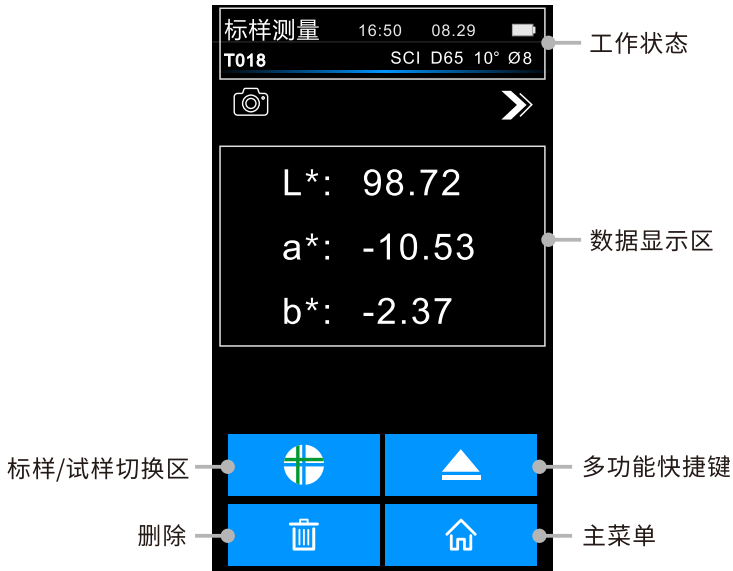 标样测量 16:50 08.29
工作状态
T018 SCI D65 10° Ø8
L*: 98.72
a*: -10.53
数据显示区
b*: -2.37
标样/试样切换区
多功能快捷键
删除
主菜单